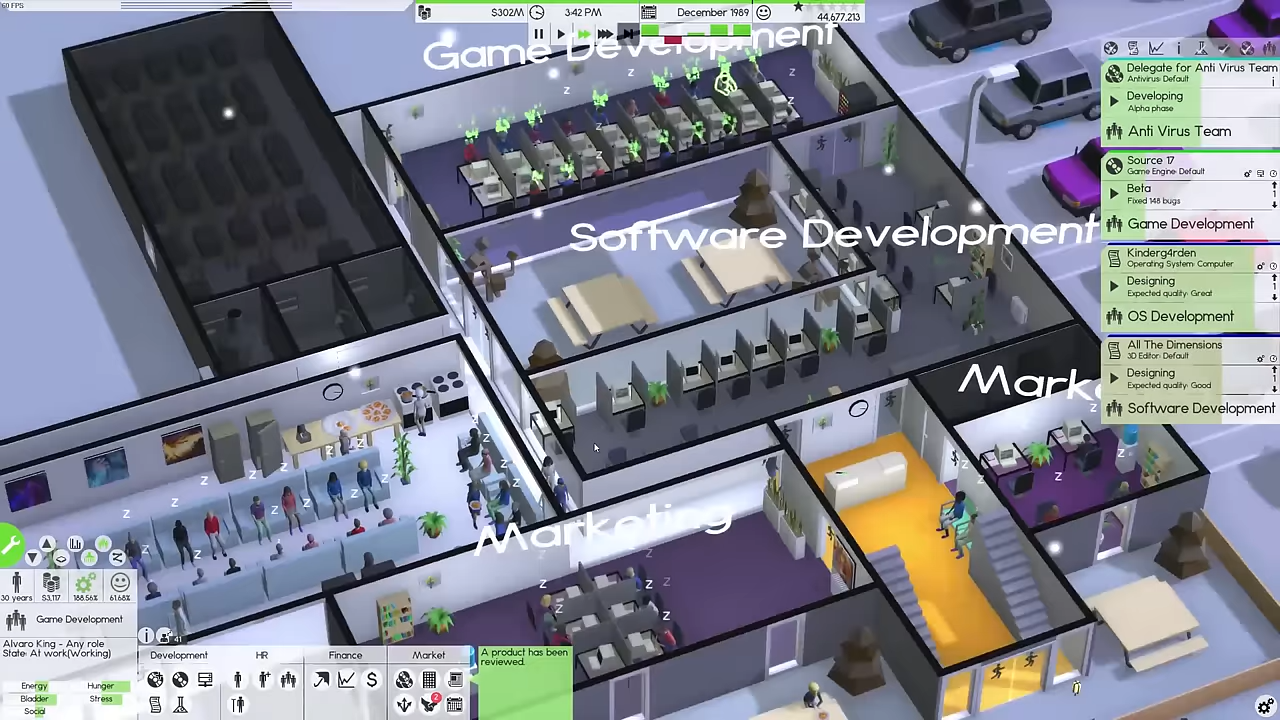 60 FPS
$302M
3:42 PM
December 1989
44,677,213
Game Development
Software Development
Marketing
Delegate for Anti Virus Team
Antivirus: Default
Developing
Alpha phase
Anti Virus Team
Source 17
Game Engine: Default
Beta
Fixed 148 bugs
Game Development
Kinderg4rden
Operating System: Computer
Designing
Expected quality: Great
OS Development
All The Dimensions
3D Editor: Default
Designing
Expected quality: Good
Software Development
30 years
$3,117
188.56%
61.68%
Game Development
Alvaro King - Any role
State: At work(Working)
Energy
Hunger
Bladder
Stress
Social
41
Development
HR
Finance
Market
2
A product has been
reviewed.